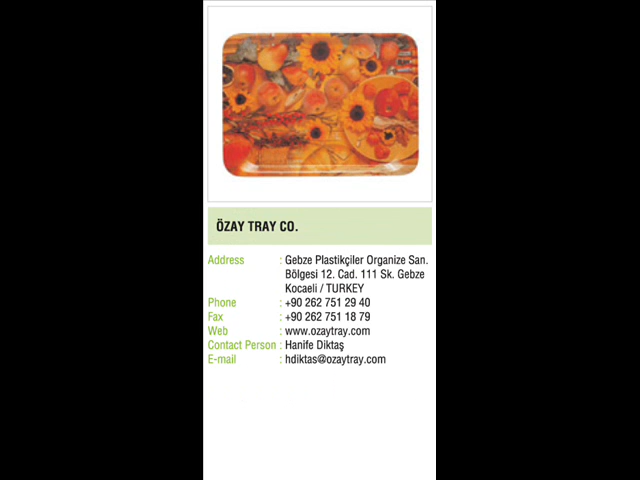 ÖZAY TRAY CO.
Address : Gebze Plastikçiler Organize San.
Bölgesi 12. Cad. 111 Sk. Gebze
Kocaeli / TURKEY
Phone : +90 262 751 29 40
Fax : +90 262 751 18 79
Web : www.ozaytray.com
Contact Person : Hanife Diktaş
E-mail : hdiktas@ozaytray.com